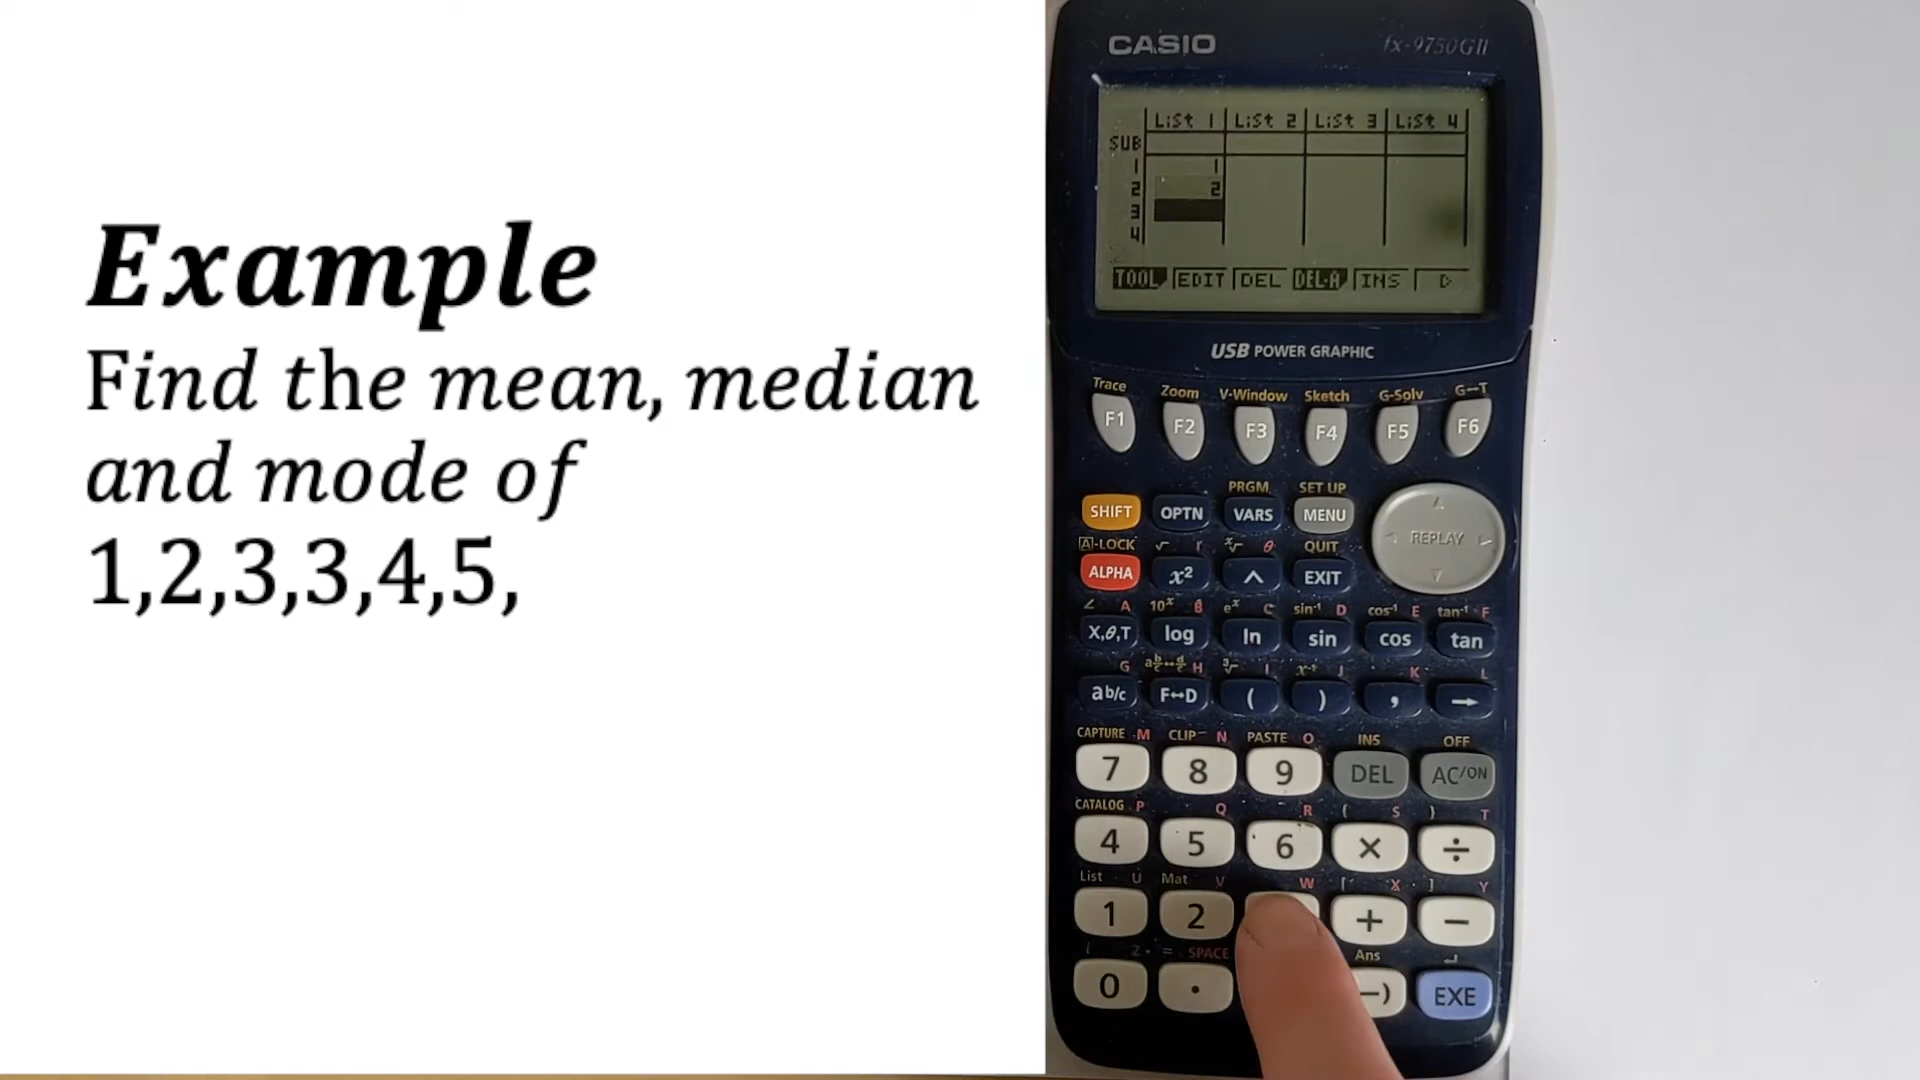 Example
Find the mean, median
and mode of
1,2,3,3,4,5,
CASIO fx-9750GII
List 1 List 2 List 3 List 4
SUB
1 1
2 2
3
4
TOOL EDIT DEL DEL-A INS ▷
USB POWER GRAPHIC
Trace Zoom V-Window Sketch G-Solv G↔T
F1 F2 F3 F4 F5 F6
PRGM SET UP
SHIFT OPTN VARS MENU
REPLAY
A-LOCK √ r ˣ√ θ QUIT
ALPHA x² ^ EXIT
∠ A 10ˣ B eˣ C sin⁻¹ D cos⁻¹ E tan⁻¹ F
X,θ,T log ln sin cos tan
G a b/c↔d/c H ³√ I x⁻¹ J K L
ab/c F↔D ( ) , →
CAPTURE M CLIP N PASTE O INS OFF
7 8 9 DEL AC/ON
CATALOG P Q R { S } T
4 5 6 × ÷
List U Mat V W [ X ] Y
1 2 + −
i Z = SPACE Ans ↵
0 . −) EXE